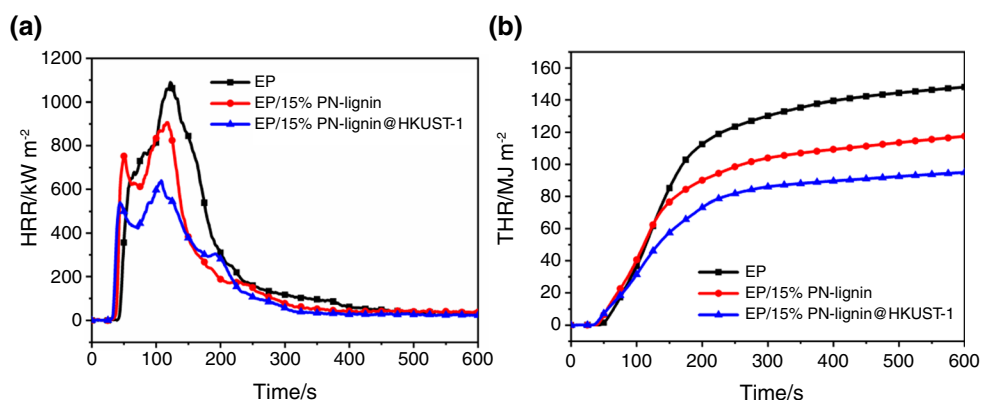 (a)
HRR/kW m-2
1200
1000
800
600
400
200
0
EP
EP/15% PN-lignin
EP/15% PN-lignin@HKUST-1
0 100 200 300 400 500 600
Time/s
(b)
THR/MJ m-2
160
140
120
100
80
60
40
20
0
EP
EP/15% PN-lignin
EP/15% PN-lignin@HKUST-1
0 100 200 300 400 500 600
Time/s